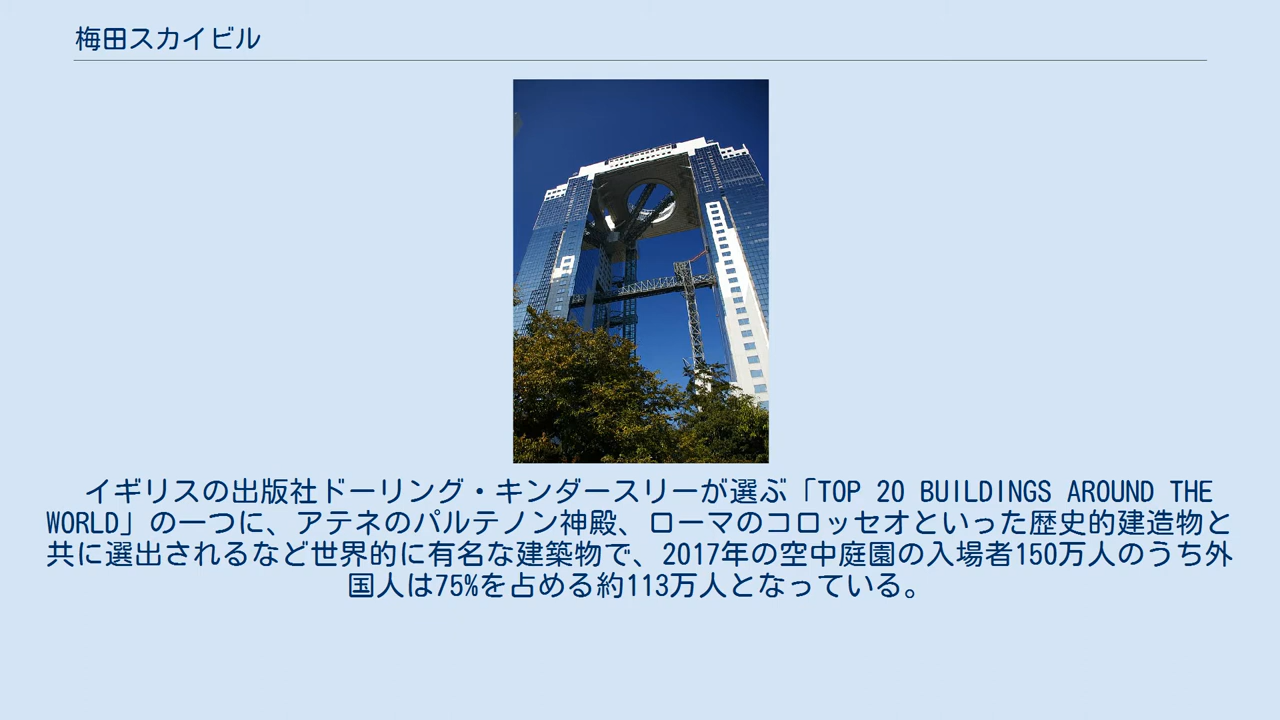 梅田スカイビル
イギリスの出版社ドーリング・キンダースリーが選ぶ「TOP 20 BUILDINGS AROUND THE
WORLD」の一つに、アテネのパルテノン神殿、ローマのコロッセオといった歴史的建造物と
共に選出されるなど世界的に有名な建築物で、2017年の空中庭園の入場者150万人のうち外
国人は75%を占める約113万人となっている。